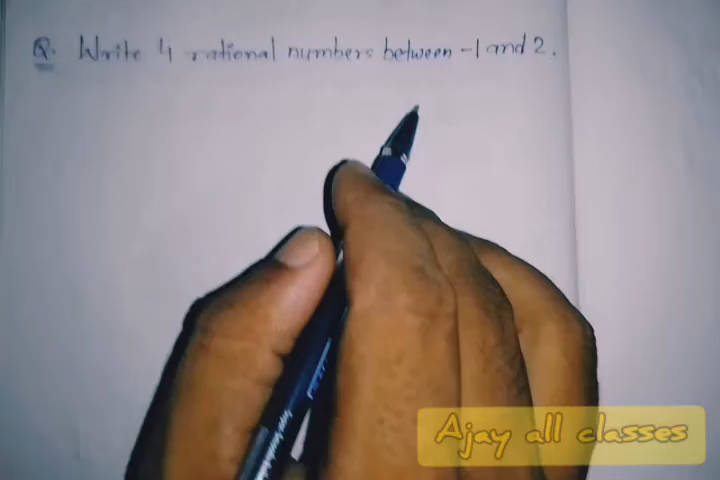 Q. Write 4 rational numbers between -1 and 2.
Ajay all classes